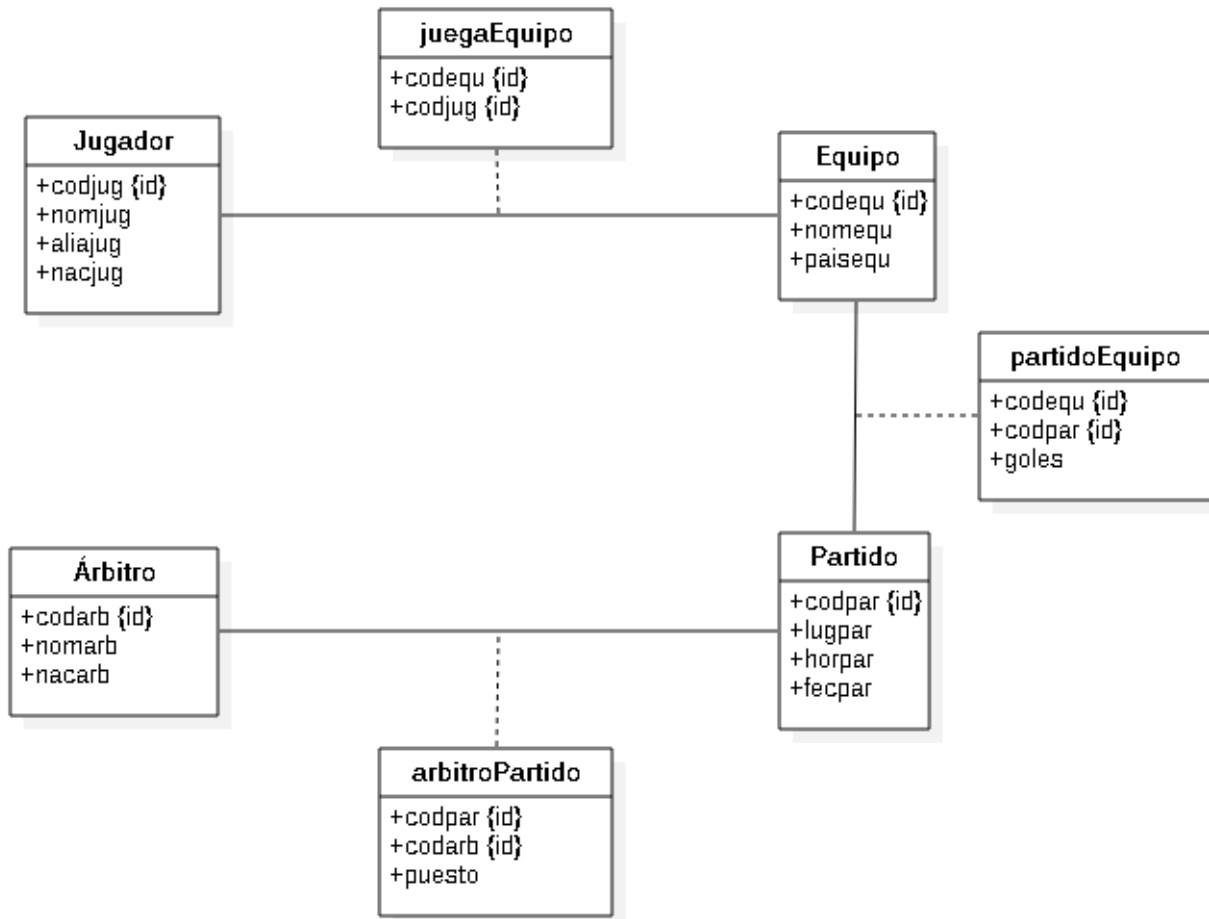 juegaEquipo
+codequ {id}
+codjug {id}
Jugador
+codjug {id}
+nomjug
+aliajug
+nacjug
Equipo
+codequ {id}
+nomequ
+paisequ
partidoEquipo
+codequ {id}
+codpar {id}
+goles
Árbitro
+codarb {id}
+nomarb
+nacarb
Partido
+codpar {id}
+lugpar
+horpar
+fecpar
arbitroPartido
+codpar {id}
+codarb {id}
+puesto